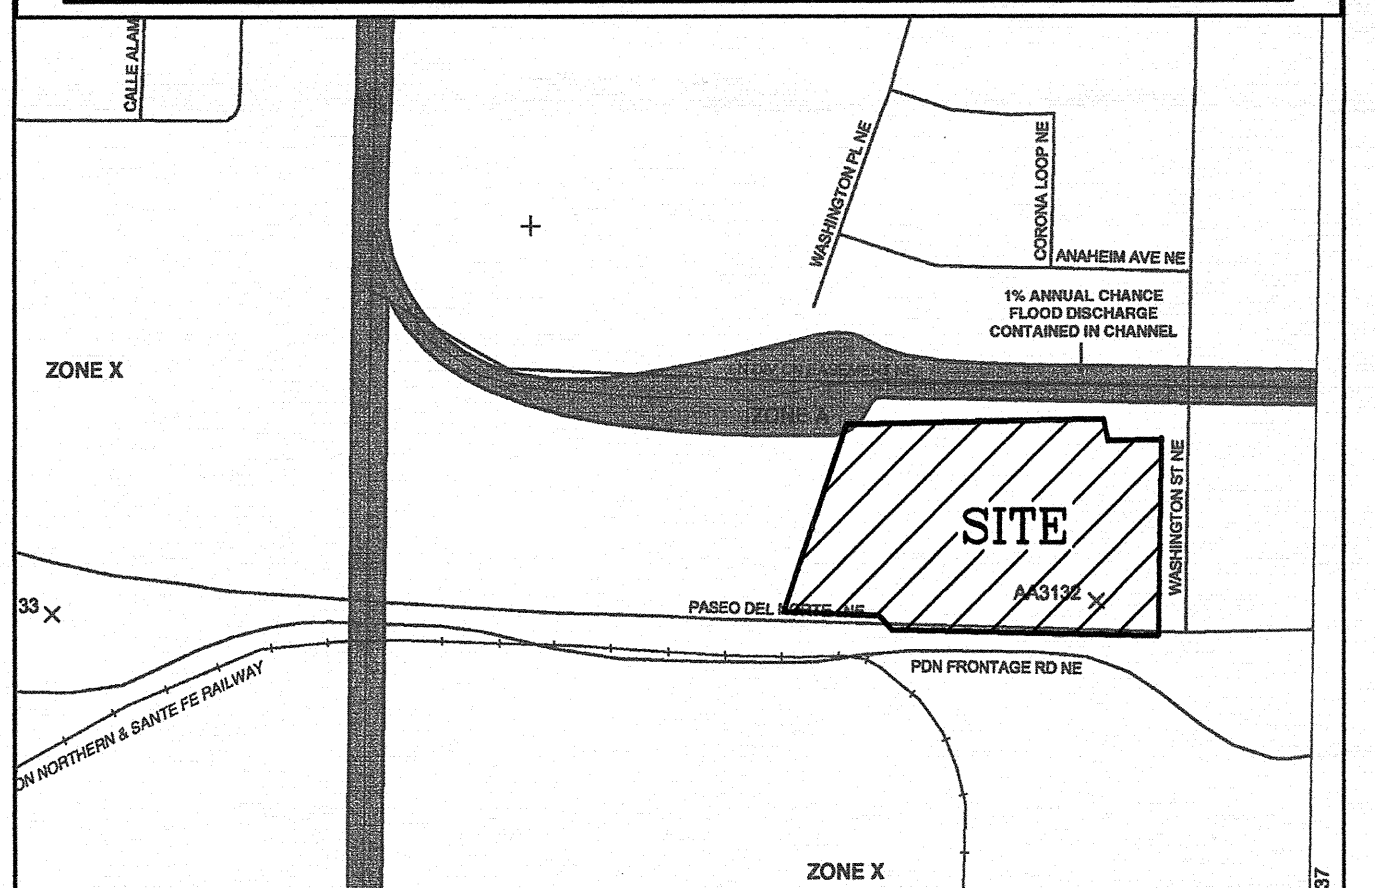 CALLE ALAM
WASHINGTON PL NE
CORONA LOOP NE
ANAHEIM AVE NE
1% ANNUAL CHANCE
FLOOD DISCHARGE
CONTAINED IN CHANNEL
ZONE X
ZONE A
SITE
WASHINGTON ST NE
AA3132
33
PASEO DEL NORTE NE
PDN FRONTAGE RD NE
ON NORTHERN & SANTE FE RAILWAY
ZONE X
37